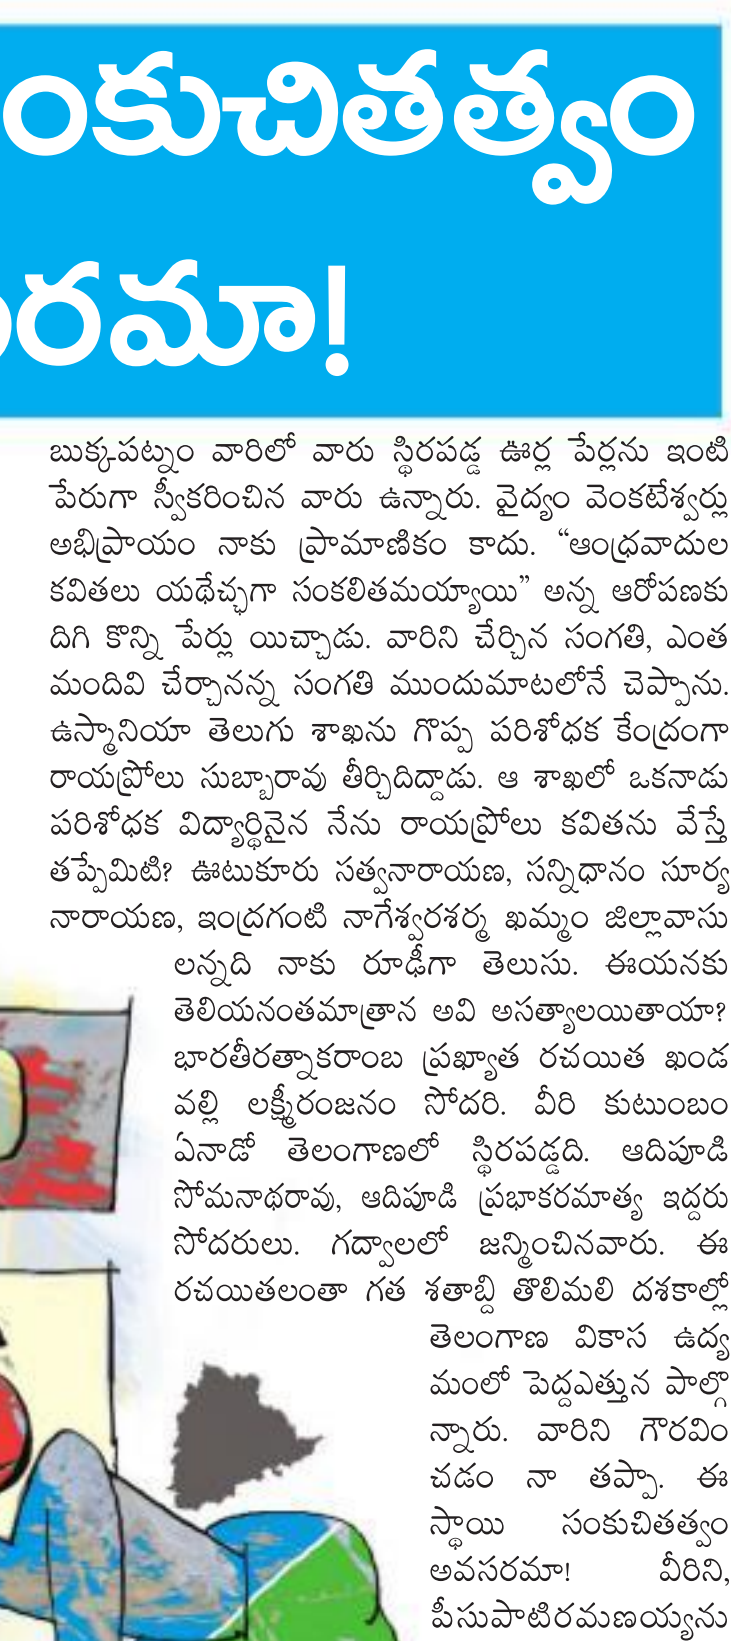 ంకుచితత్వం
రమా!
బుక్కపట్నం వారిలో వారు స్థిరపడ్డ ఊర్ల పేర్లను ఇంటి
పేరుగా స్వీకరించిన వారు ఉన్నారు. వైద్యం వెంకటేశ్వర్లు
అభిప్రాయం నాకు ప్రామాణికం కాదు. “ఆంధ్రవాదుల
కవితలు యథేచ్ఛగా సంకలితమయ్యాయి” అన్న ఆరోపణకు
దిగి కొన్ని పేర్లు యిచ్చాడు. వారిని చేర్చిన సంగతి, ఎంత
మందివి చేర్చానన్న సంగతి ముందుమాటలోనే చెప్పాను.
ఉస్మానియా తెలుగు శాఖను గొప్ప పరిశోధక కేంద్రంగా
రాయప్రోలు సుబ్బారావు తీర్చిదిద్దాడు. ఆ శాఖలో ఒకనాడు
పరిశోధక విద్యార్థినైన నేను రాయప్రోలు కవితను వేస్తే
తప్పేమిటి? ఊటుకూరు సత్వనారాయణ, సన్నిధానం సూర్య
నారాయణ, ఇంద్రగంటి నాగేశ్వరశర్మ ఖమ్మం జిల్లావాసు
లన్నది నాకు రూఢీగా తెలుసు. ఈయనకు
తెలియనంతమాత్రాన అవి అసత్యాలయితాయా?
భారతీరత్నాకరాంబ ప్రఖ్యాత రచయిత ఖండ
వల్లి లక్ష్మీరంజనం సోదరి. వీరి కుటుంబం
ఏనాడో తెలంగాణలో స్థిరపడ్డది. ఆదిపూడి
సోమనాథరావు, ఆదిపూడి ప్రభాకరమాత్య ఇద్దరు
సోదరులు. గద్వాలలో జన్మించినవారు. ఈ
రచయితలంతా గత శతాబ్ది తొలిమలి దశకాల్లో
తెలంగాణ వికాస ఉద్య
మంలో పెద్దఎత్తున పాల్గొ
న్నారు. వారిని గౌరవిం
చడం నా తప్పా. ఈ
స్థాయి సంకుచితత్వం
అవసరమా! వీరిని,
పీసుపాటిరమణయ్యను